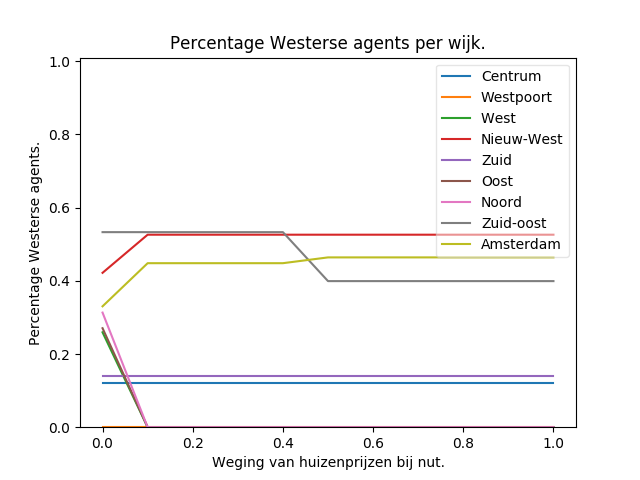 Percentage Westerse agents per wijk.
1.0
0.8
0.6
0.4
0.2
0.0
Percentage Westerse agents.
Centrum
Westpoort
West
Nieuw-West
Zuid
Oost
Noord
Zuid-oost
Amsterdam
0.0 0.2 0.4 0.6 0.8 1.0
Weging van huizenprijzen bij nut.